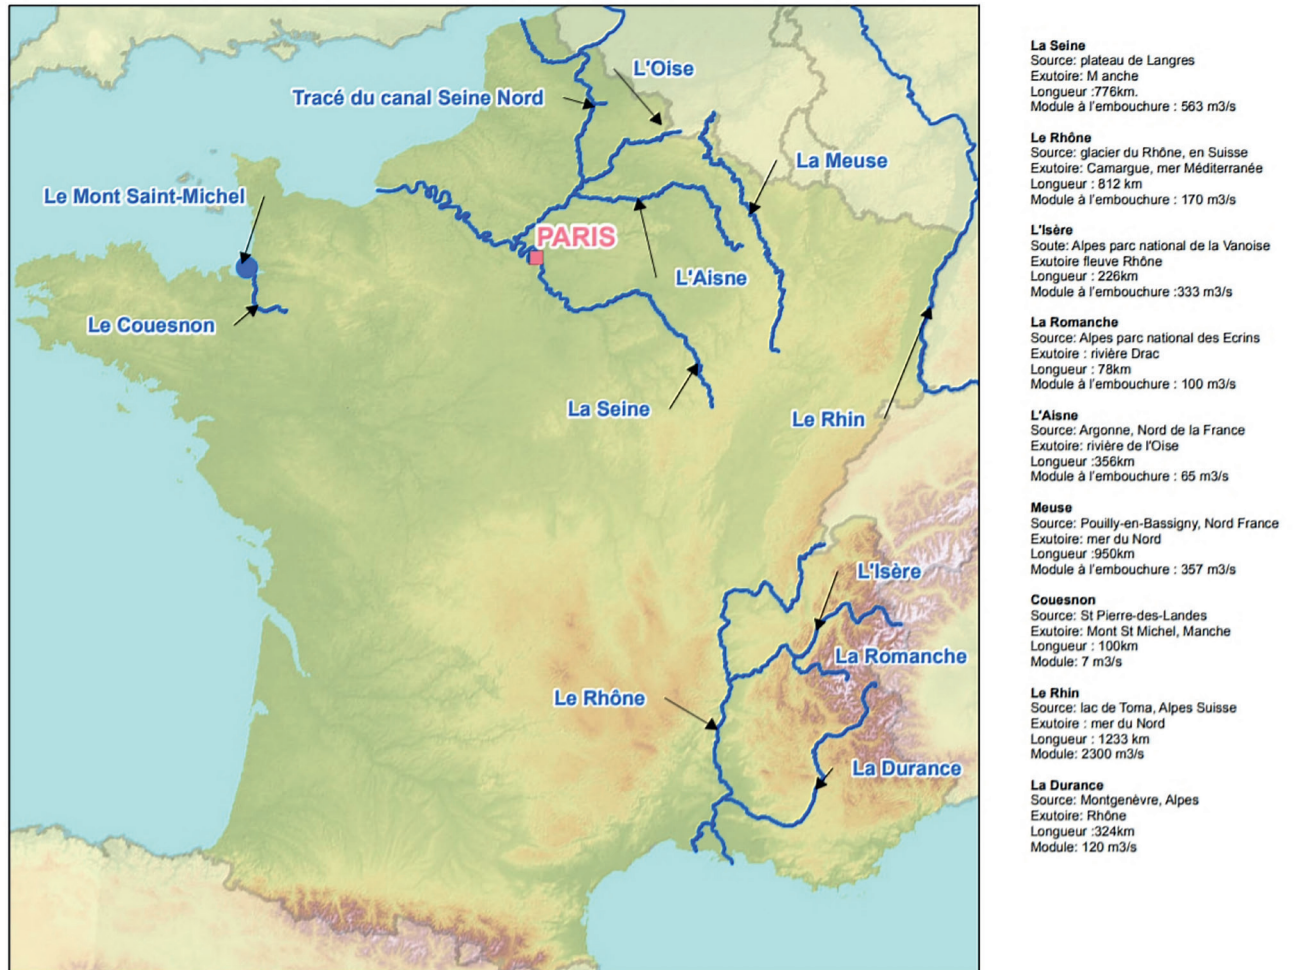 L'Oise
Tracé du canal Seine Nord
La Meuse
Le Mont Saint-Michel
PARIS
L'Aisne
Le Couesnon
La Seine
Le Rhin
L'Isère
La Romanche
Le Rhône
La Durance
La Seine
Source: plateau de Langres
Exutoire: M anche
Longueur :776km.
Module à l'embouchure : 563 m3/s
Le Rhône
Source: glacier du Rhône, en Suisse
Exutoire: Camargue, mer Méditerranée
Longueur : 812 km
Module à l'embouchure : 170 m3/s
L'Isère
Soute: Alpes parc national de la Vanoise
Exutoire fleuve Rhône
Longueur : 226km
Module à l'embouchure :333 m3/s
La Romanche
Source: Alpes parc national des Ecrins
Exutoire : rivière Drac
Longueur : 78km
Module à l'embouchure : 100 m3/s
L'Aisne
Source: Argonne, Nord de la France
Exutoire: rivière de l'Oise
Longueur :356km
Module à l'embouchure : 65 m3/s
Meuse
Source: Pouilly-en-Bassigny, Nord France
Exutoire: mer du Nord
Longueur :950km
Module à l'embouchure : 357 m3/s
Couesnon
Source: St Pierre-des-Landes
Exutoire: Mont St Michel, Manche
Longueur : 100km
Module: 7 m3/s
Le Rhin
Source: lac de Toma, Alpes Suisse
Exutoire : mer du Nord
Longueur : 1233 km
Module: 2300 m3/s
La Durance
Source: Montgenèvre, Alpes
Exutoire: Rhône
Longueur :324km
Module: 120 m3/s